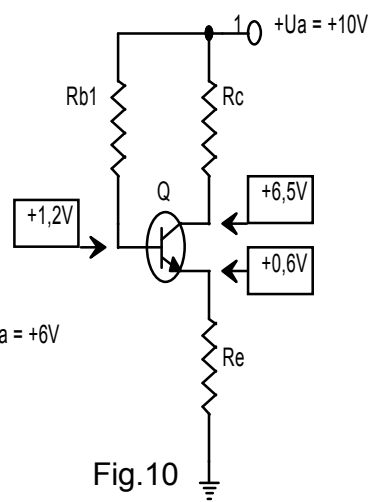 1 +Ua = +10V
Rb1
Rc
Q
+6,5V
+1,2V
+0,6V
a = +6V
Re
Fig.10